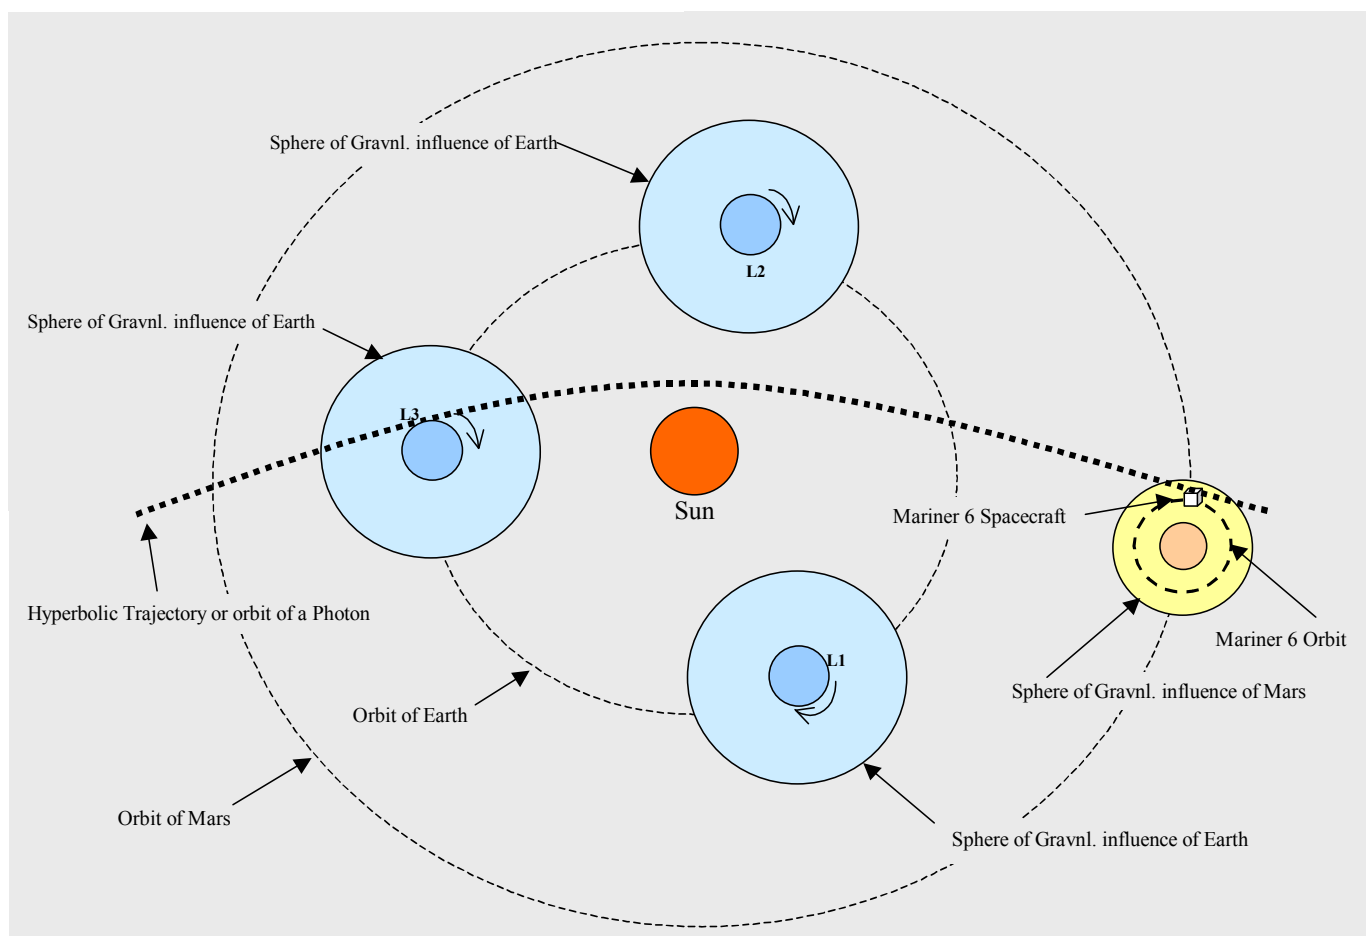 Sphere of Gravnl. influence of Earth
L2
Sphere of Gravnl. influence of Earth
L3
Sun
Mariner 6 Spacecraft
Hyperbolic Trajectory or orbit of a Photon
Mariner 6 Orbit
L1
Sphere of Gravnl. influence of Mars
Orbit of Earth
Orbit of Mars
Sphere of Gravnl. influence of Earth